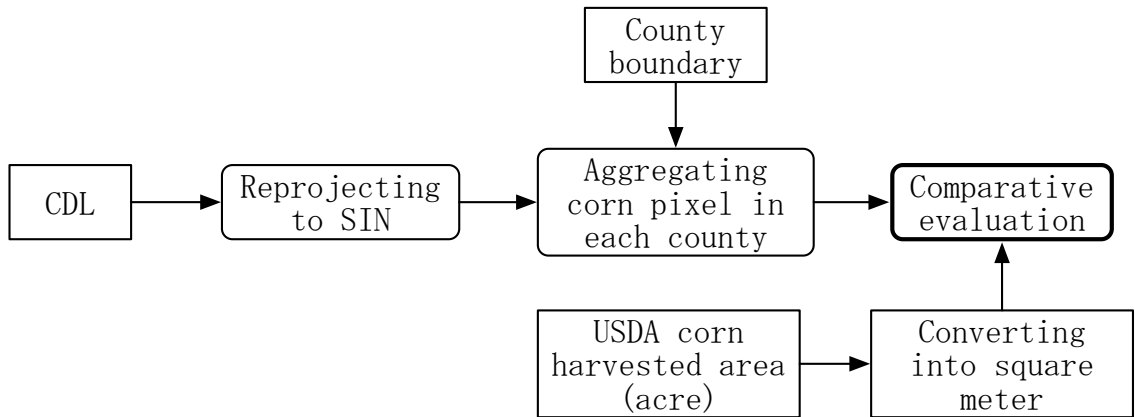 County
boundary
CDL
Reprojecting
to SIN
Aggregating
corn pixel in
each county
Comparative
evaluation
USDA corn
harvested area
(acre)
Converting
into square
meter